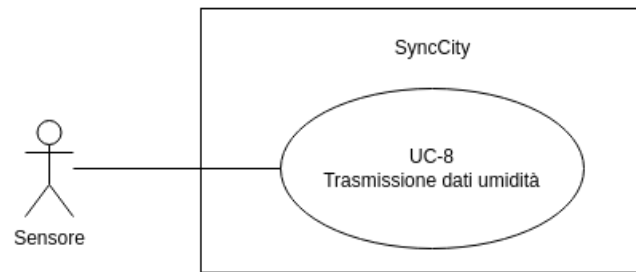 SyncCity
UC-8
Trasmissione dati umidità
Sensore